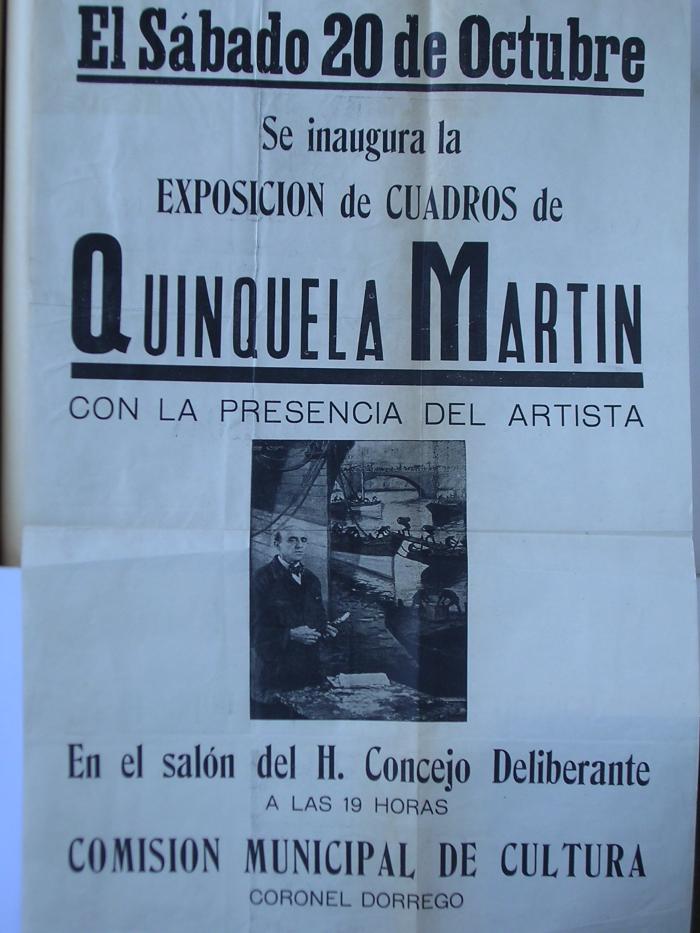 El Sábado 20 de Octubre
Se inaugura la
EXPOSICION de CUADROS de
QUINQUELA MARTIN
CON LA PRESENCIA DEL ARTISTA
En el salón del H. Concejo Deliberante
A LAS 19 HORAS
COMISION MUNICIPAL DE CULTURA
CORONEL DORREGO